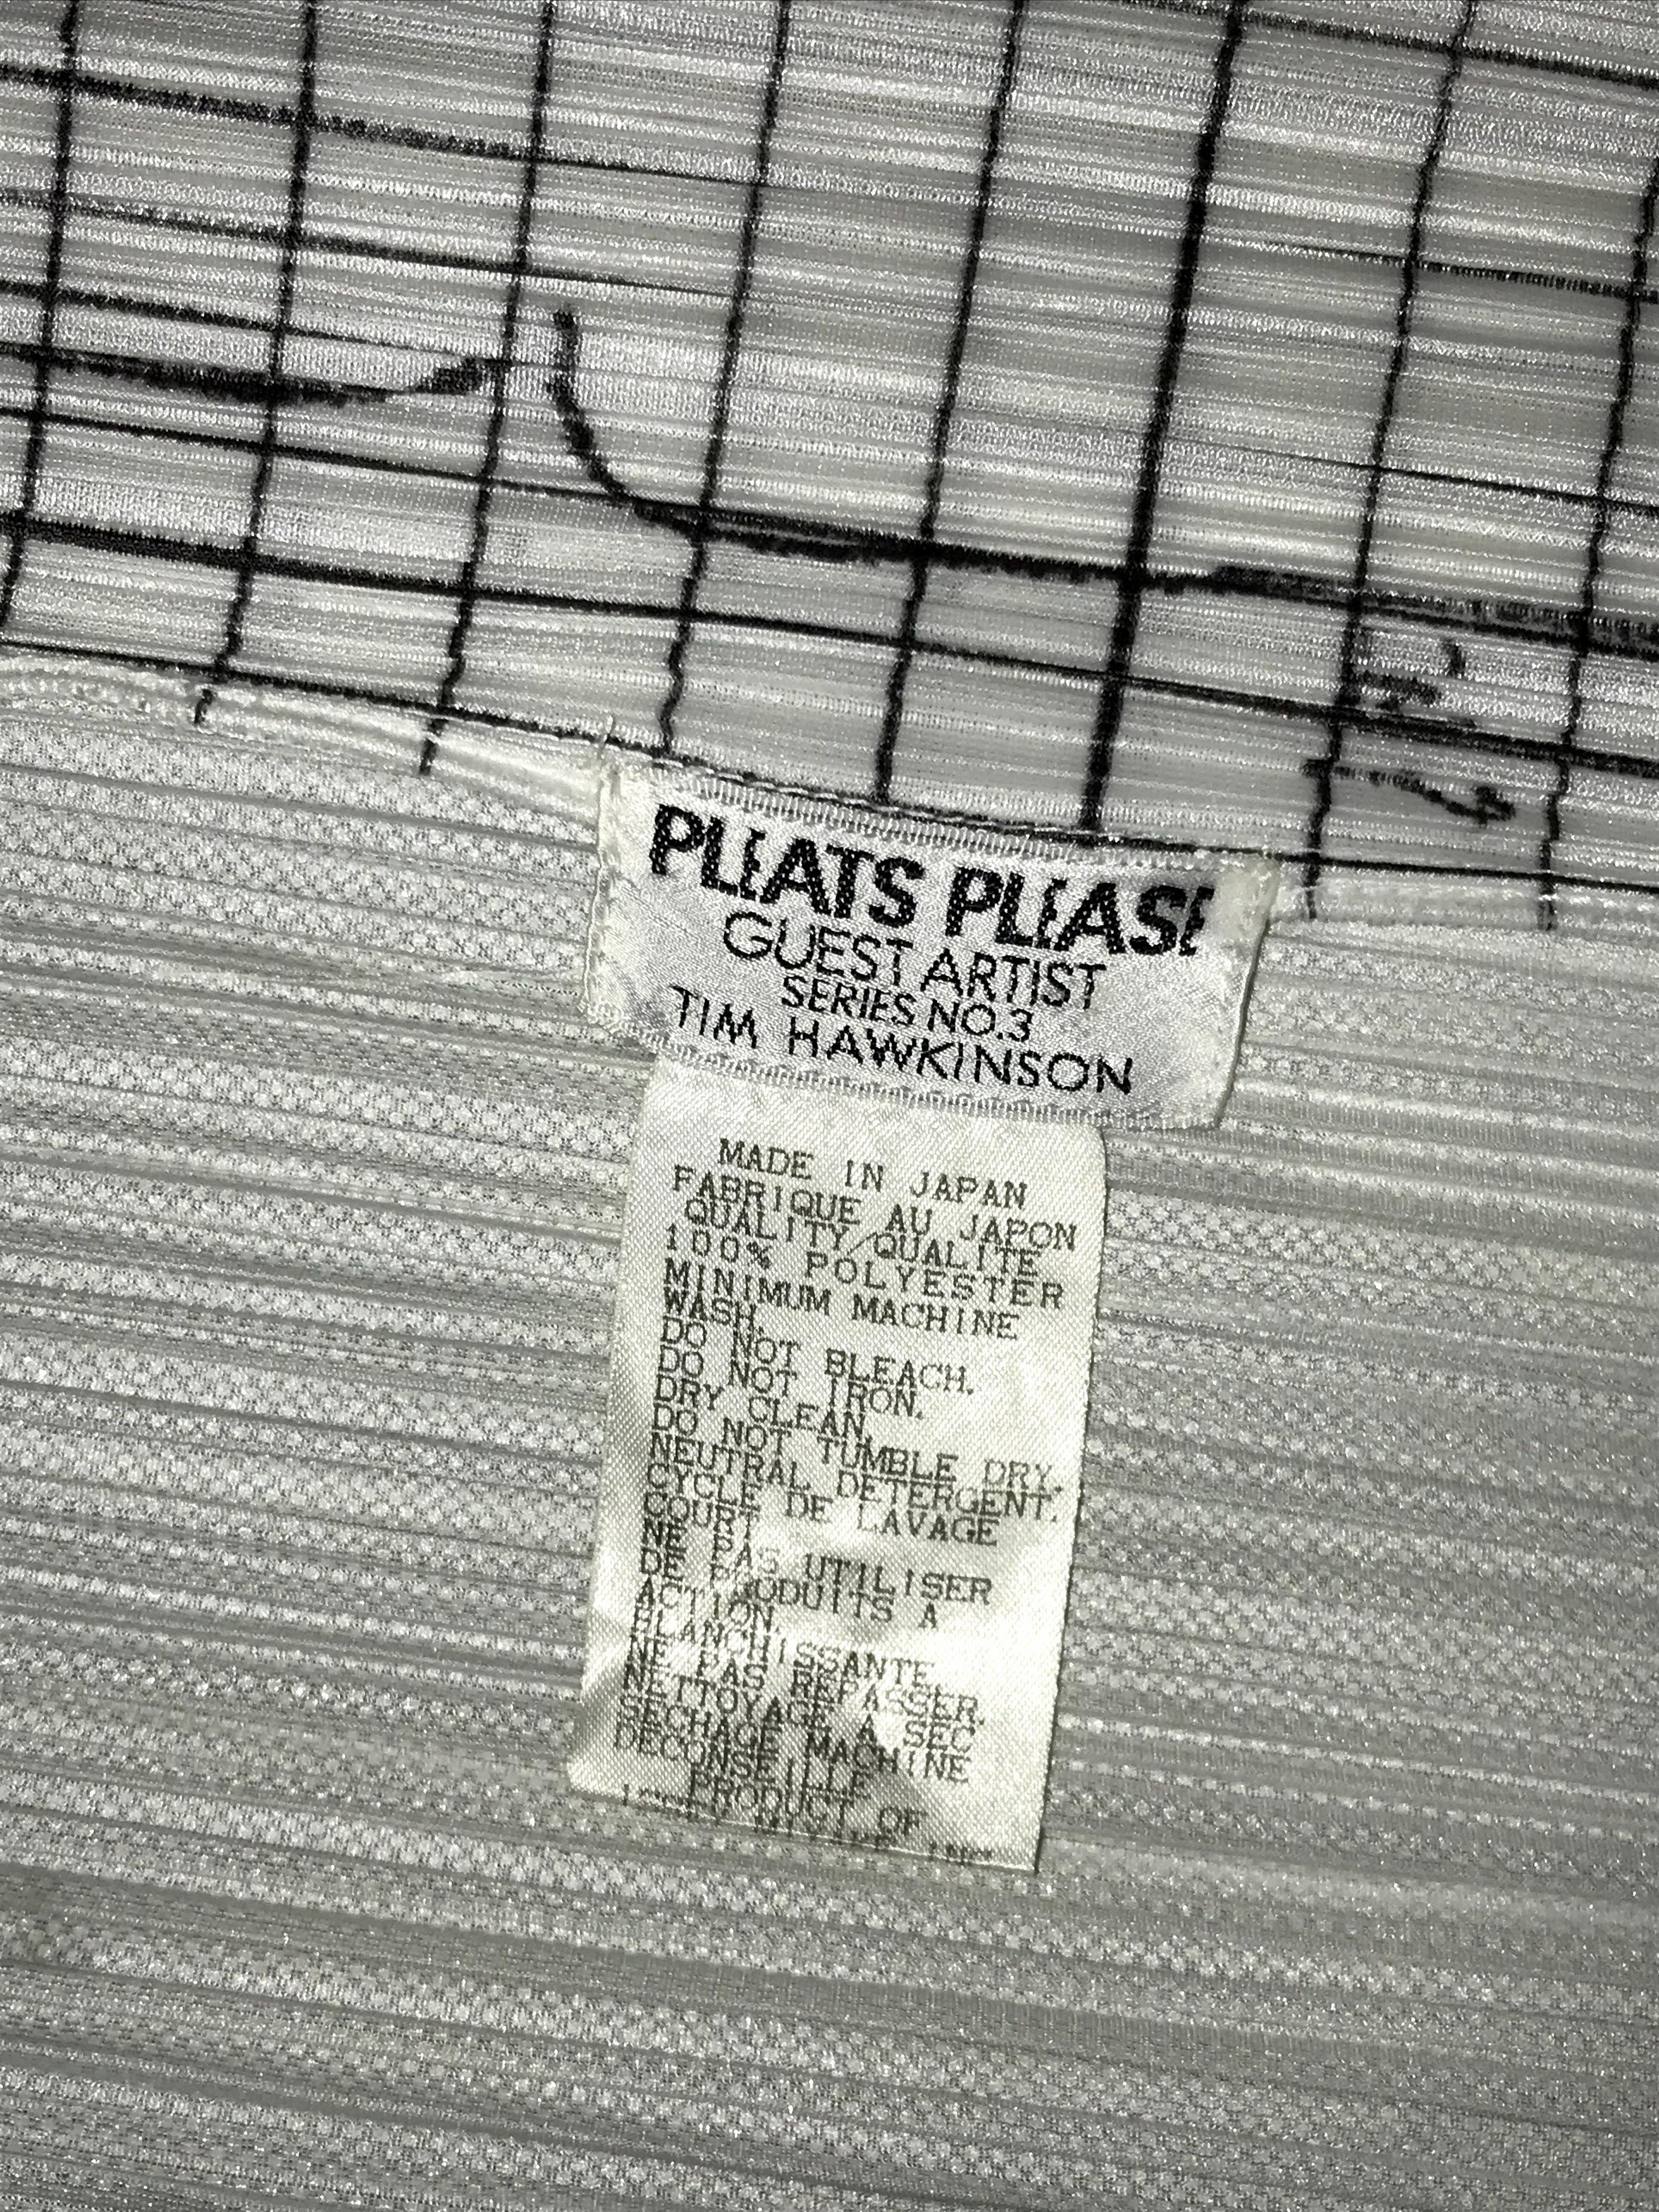 PLEATS PLEASE
GUEST ARTIST
SERIES NO.3
TIM HAWKINSON
MADE IN JAPAN
FABRIQUE AU JAPON
QUALITY/QUALITE
100% POLYESTER
MINIMUM MACHINE
WASH.
DO NOT BLEACH.
DO NOT IRON.
DRY CLEAN.
DO NOT TUMBLE DRY.
NEUTRAL DETERGENT.
CYCLE DE LAVAGE
COURT
NE PAS UTILISER
DE PRODUITS A
ACTION
BLANCHISSANTE.
NE PAS REPASSER.
NETTOYAGE A SEC
SECHAGE MACHINE
DECONSEILLE
PRODUCT OF